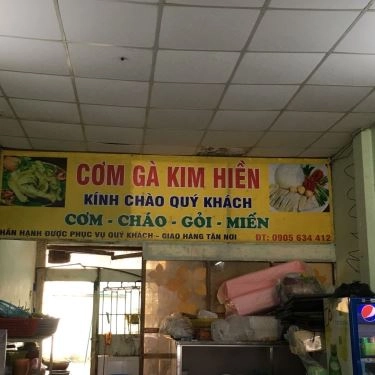 CƠM GÀ KIM HIỀN
KÍNH CHÀO QUÝ KHÁCH
CƠM - CHÁO - GỎI - MIẾN
HÂN HẠNH ĐƯỢC PHỤC VỤ QUÝ KHÁCH - GIAO HÀNG TẬN NƠI ĐT: 0905 634 412